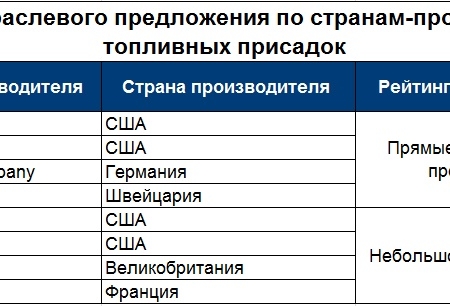 раслевого предложения по странам-про
топливных присадок
водителя Страна производителя Рейтинг
США
США
Прямые
pany Германия
про
Швейцария
США
США
Небольшо
Великобритания
Франция